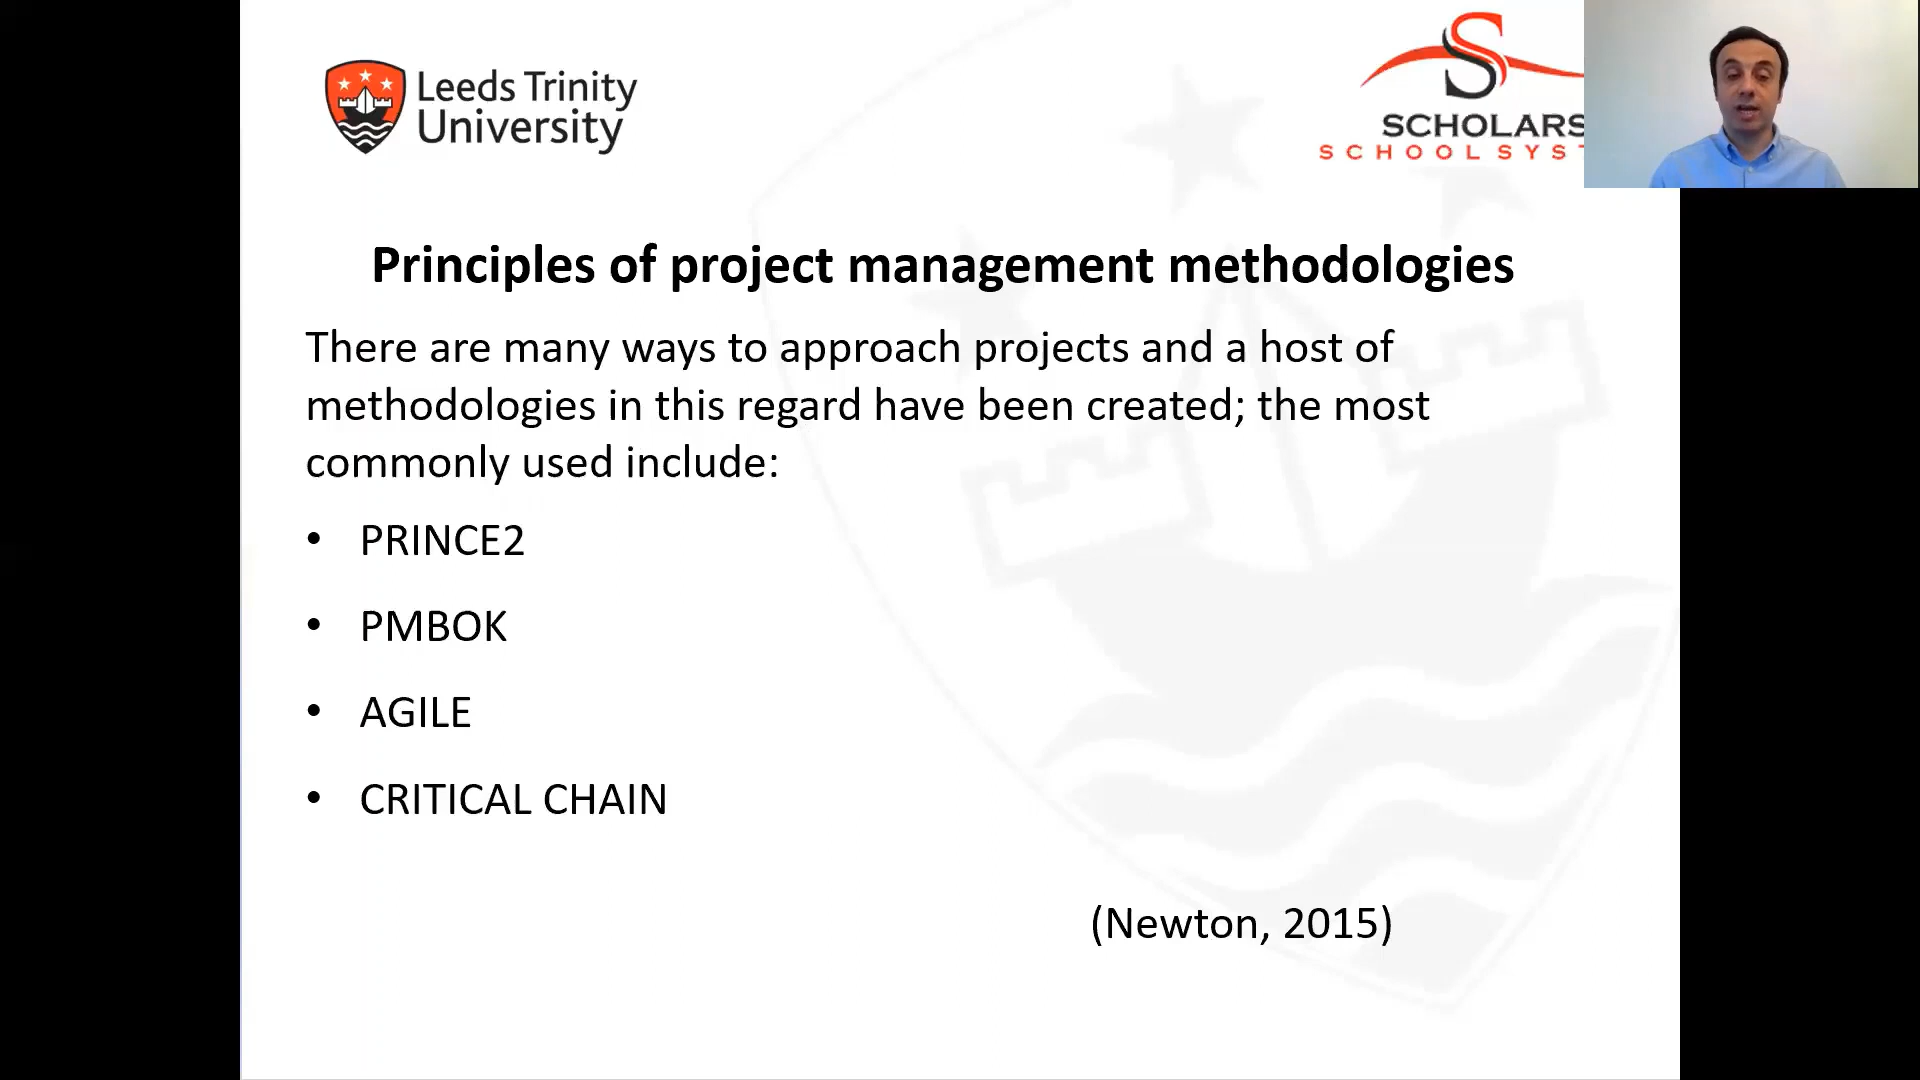 Leeds Trinity
University
SCHOLARS
SCHOOL SYST
Principles of project management methodologies
There are many ways to approach projects and a host of
methodologies in this regard have been created; the most
commonly used include:
• PRINCE2
• PMBOK
• AGILE
• CRITICAL CHAIN
(Newton, 2015)